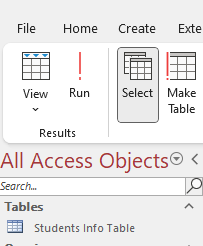 File Home Create Exte
View Run Select Make
Table
Results
All Access Objects
Search...
Tables
Students Info Table